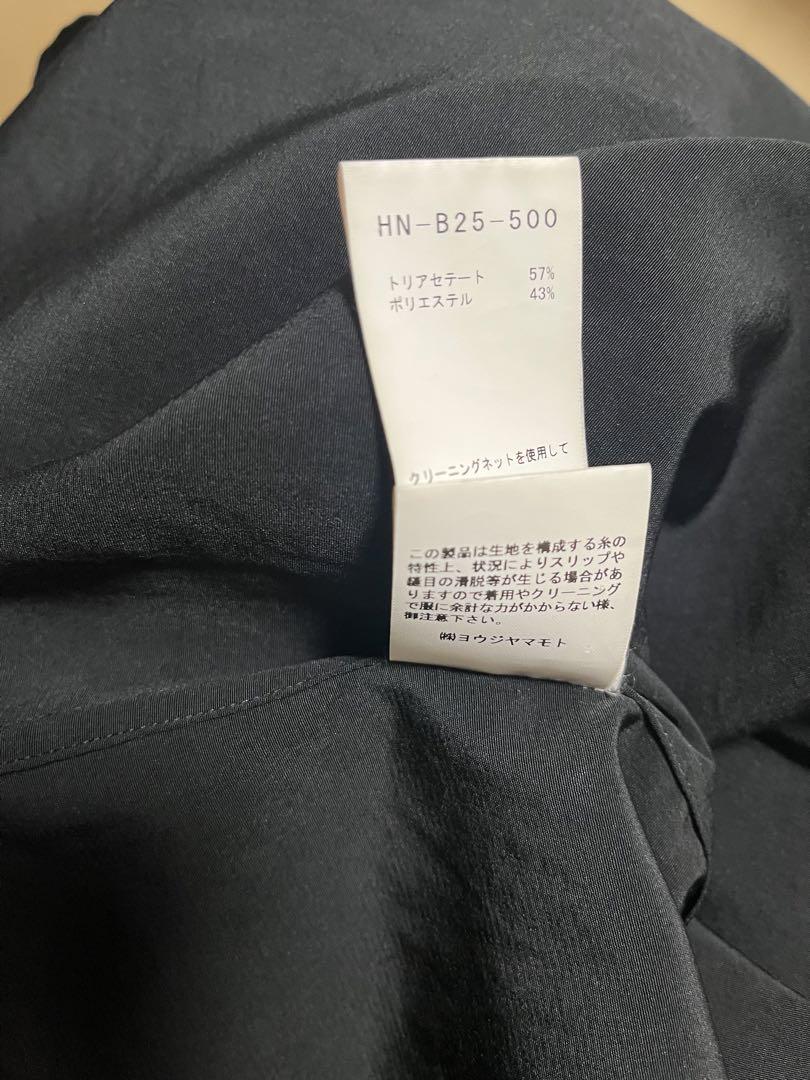 HN-B25-500
トリアセテート 57%
ポリエステル 43%
クリーニングネットを使用して
この製品は生地を構成する糸の
特性上、状況によりスリップや
縫目の滑脱等が生じる場合があ
りますので着用やクリーニング
で服に余計な力がかからない様、
御注意下さい。
㈱ヨウジヤマモト